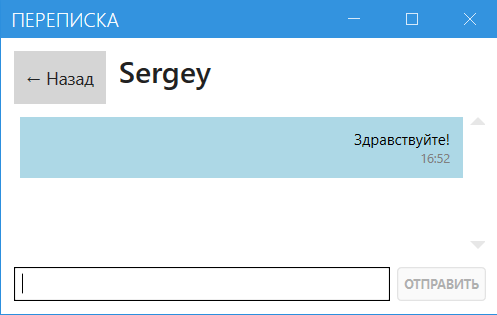 ПЕРЕПИСКА
← Назад
Sergey
Здравствуйте!
16:52
ОТПРАВИТЬ